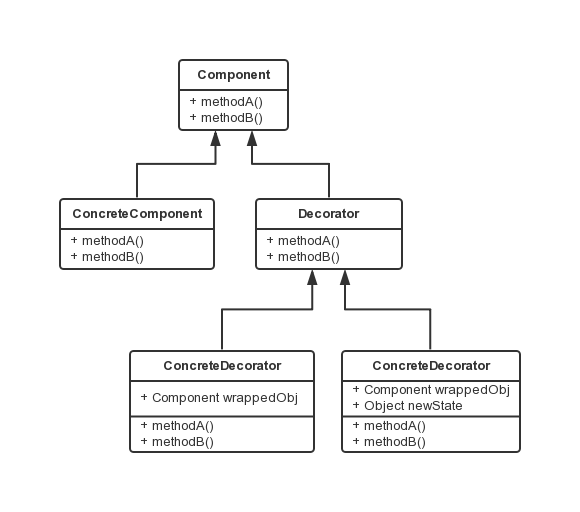 Component
+ methodA()
+ methodB()
ConcreteComponent
+ methodA()
+ methodB()
Decorator
+ methodA()
+ methodB()
ConcreteDecorator
+ Component wrappedObj
+ methodA()
+ methodB()
ConcreteDecorator
+ Component wrappedObj
+ Object newState
+ methodA()
+ methodB()